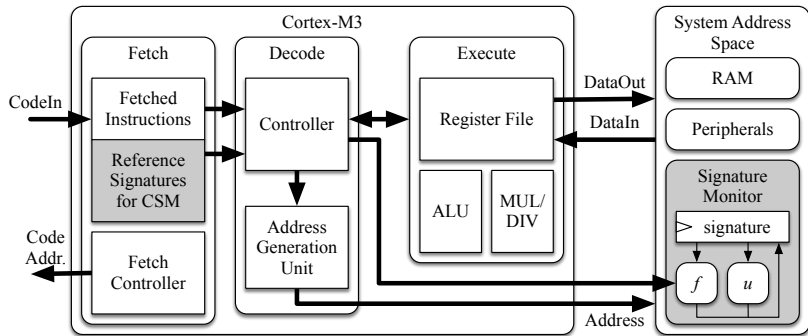 Cortex-M3
Fetch
Decode
Execute
System Address
Space
CodeIn
Fetched
Instructions
Reference
Signatures
for CSM
Code
Addr.
Fetch
Controller
Controller
Address
Generation
Unit
Register File
ALU
MUL/
DIV
DataOut
DataIn
Address
RAM
Peripherals
Signature
Monitor
signature
f
u